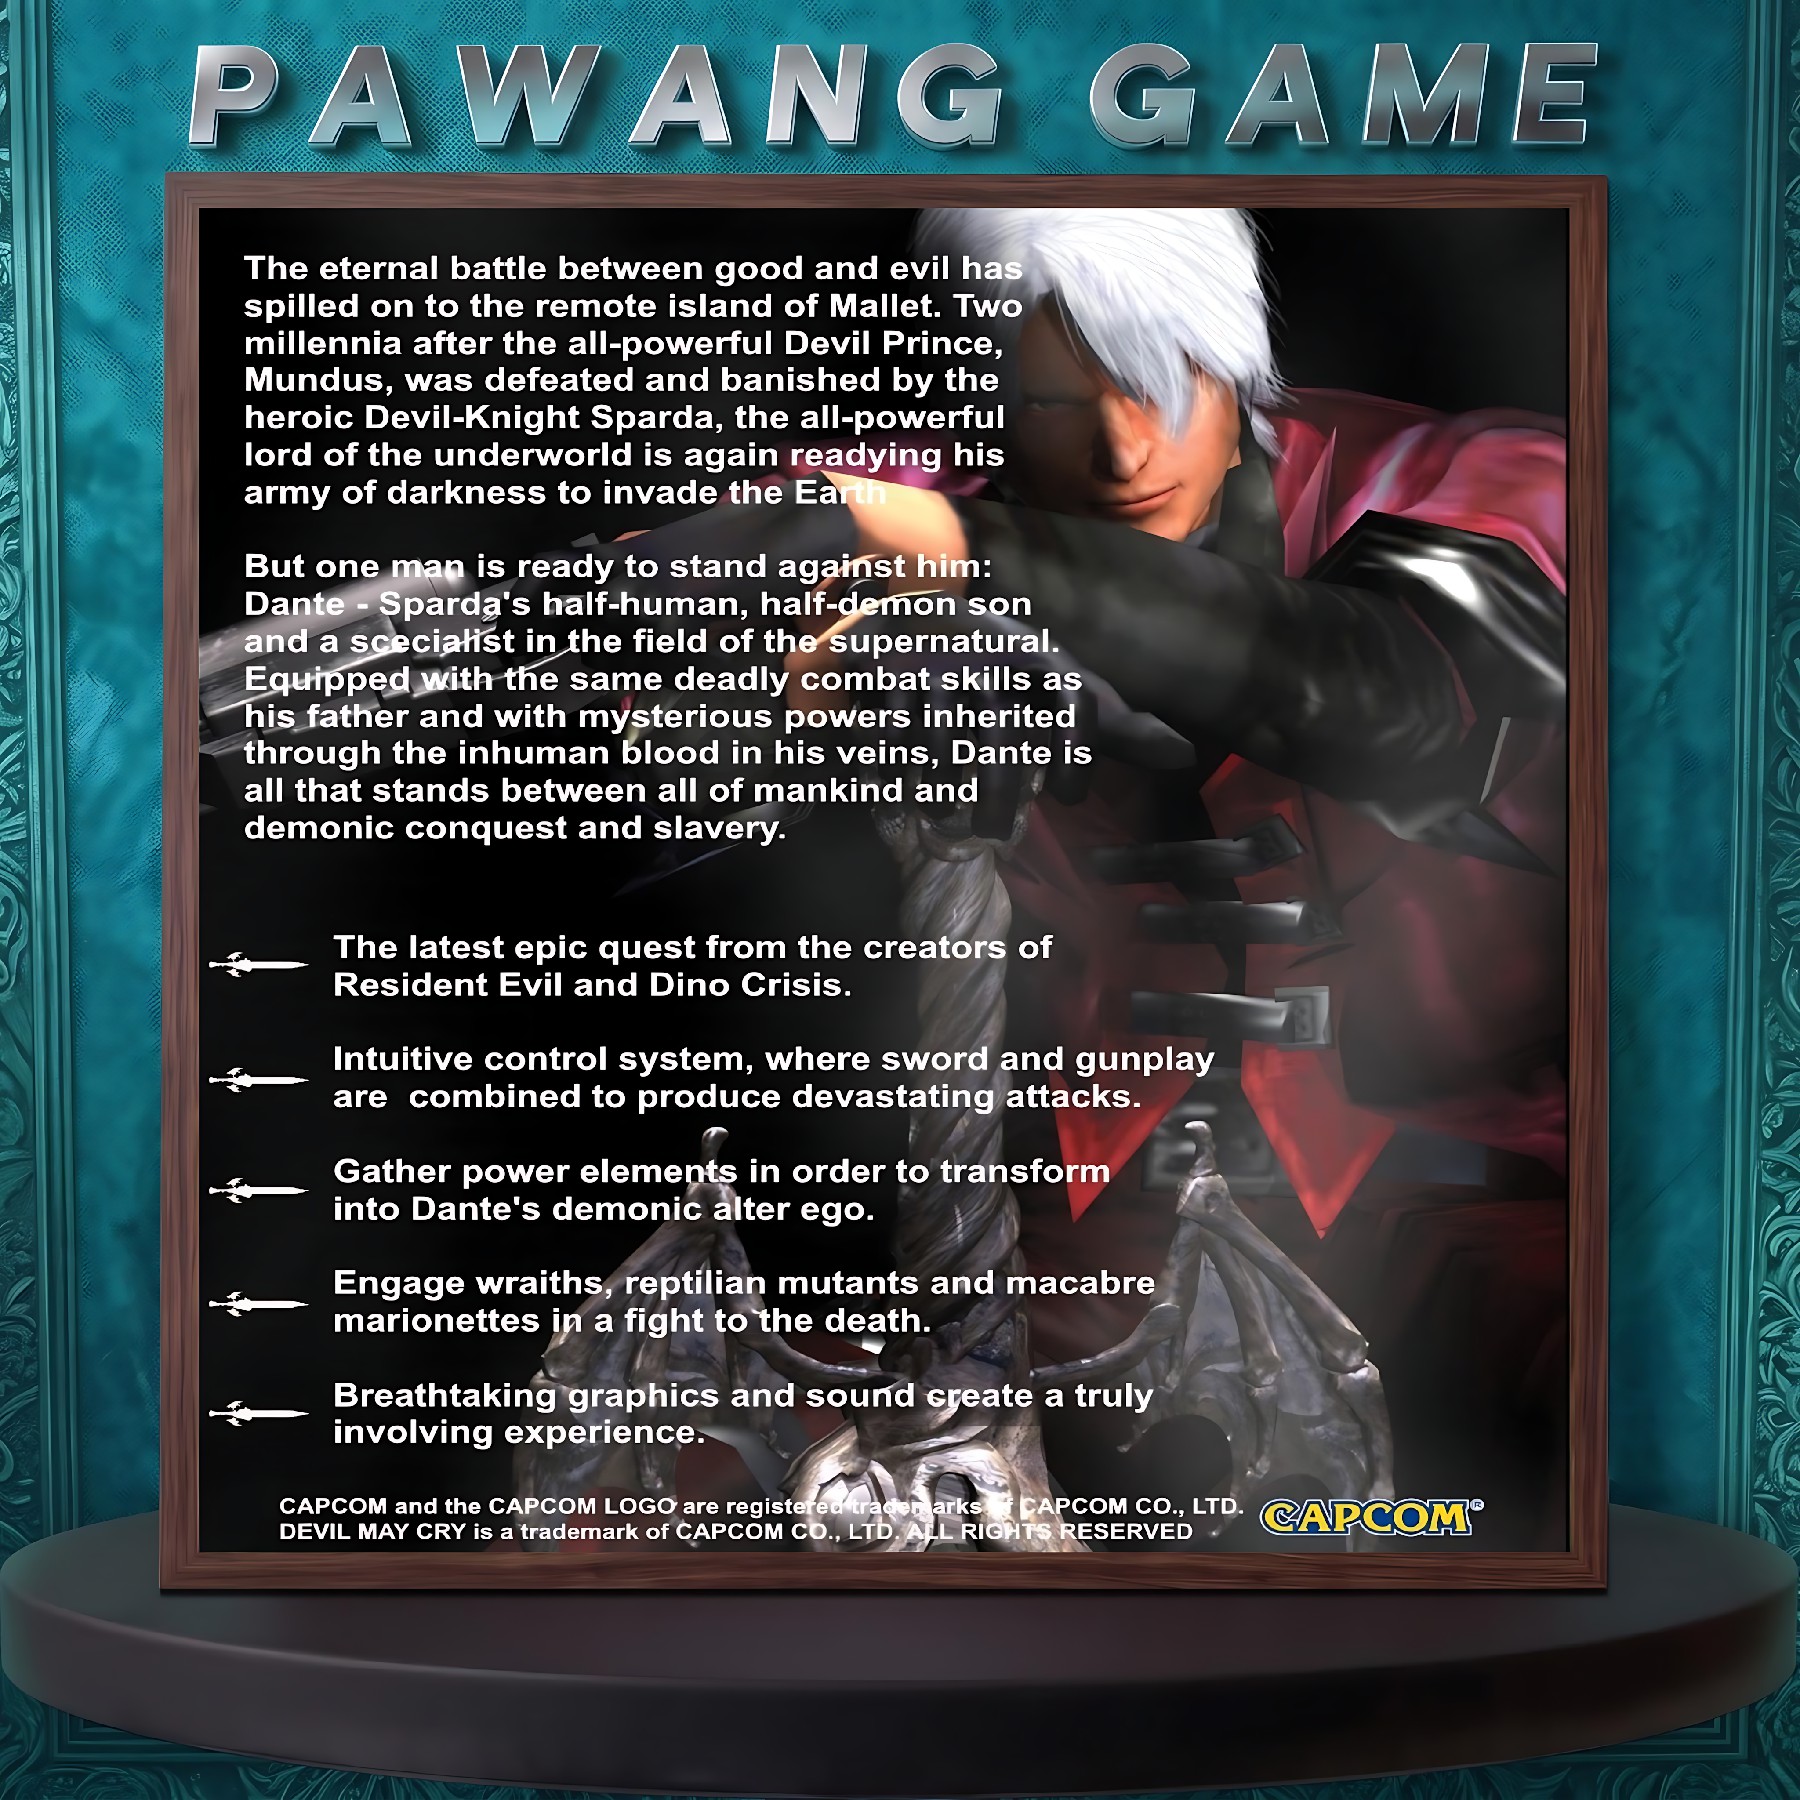 PAWANG GAME
The eternal battle between good and evil has
spilled on to the remote island of Mallet. Two
millennia after the all-powerful Devil Prince,
Mundus, was defeated and banished by the
heroic Devil-Knight Sparda, the all-powerful
lord of the underworld is again readying his
army of darkness to invade the Earth
But one man is ready to stand against him:
Dante - Sparda's half-human, half-demon son
and a scecialist in the field of the supernatural.
Equipped with the same deadly combat skills as
his father and with mysterious powers inherited
through the inhuman blood in his veins, Dante is
all that stands between all of mankind and
demonic conquest and slavery.
The latest epic quest from the creators of
Resident Evil and Dino Crisis.
Intuitive control system, where sword and gunplay
are  combined to produce devastating attacks.
Gather power elements in order to transform
into Dante's demonic alter ego.
Engage wraiths, reptilian mutants and macabre
marionettes in a fight to the death.
Breathtaking graphics and sound create a truly
involving experience.
CAPCOM and the CAPCOM LOGO are registered trademarks of CAPCOM CO., LTD.
DEVIL MAY CRY is a trademark of CAPCOM CO., LTD. ALL RIGHTS RESERVED
CAPCOM®